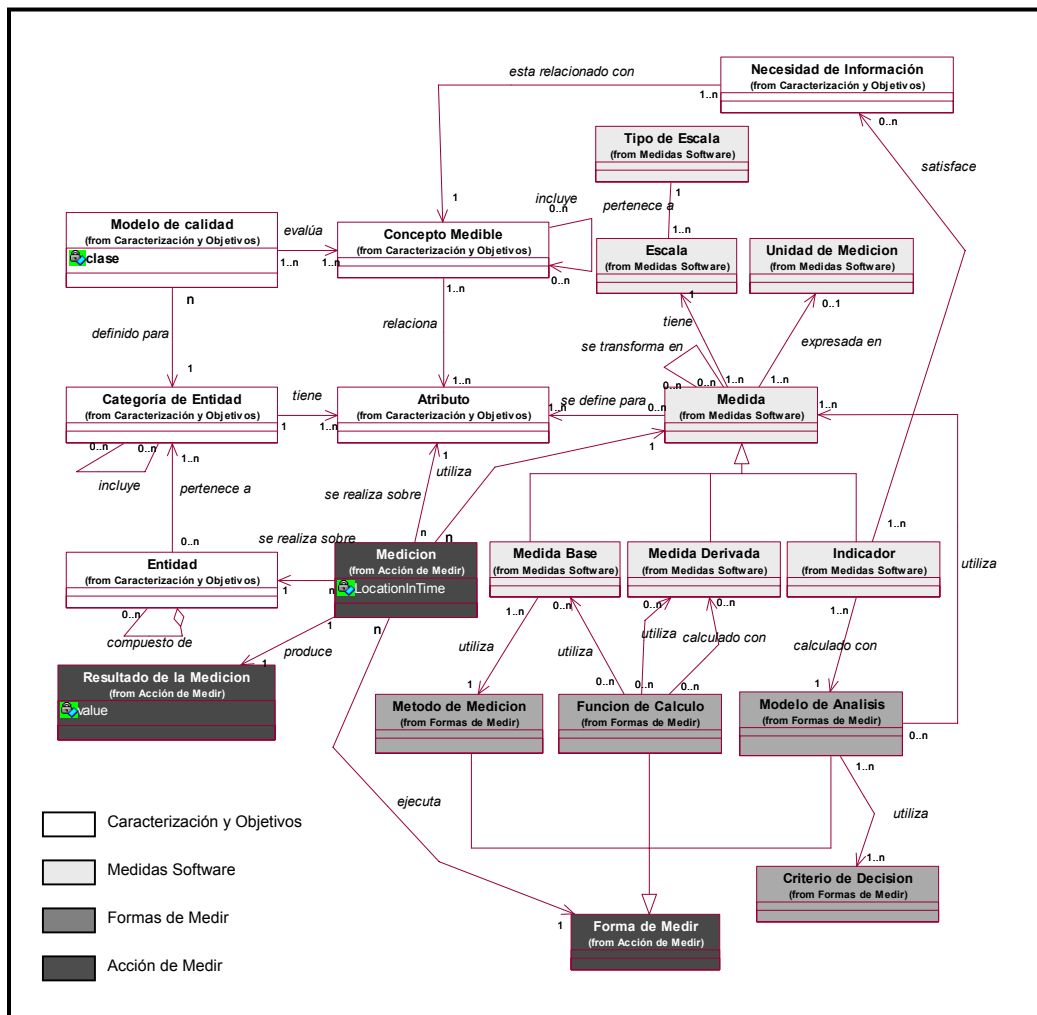 esta relacionado con
Necesidad de Información
(from Caracterización y Objetivos)
1..n
0..n
Tipo de Escala
(from Medidas Software)
satisface
1
incluye
0..n
pertenece a
1
1..n
Modelo de calidad
(from Caracterización y Objetivos)
clase
evalúa
1..n
1..n
Concepto Medible
(from Caracterización y Objetivos)
0..n
1..n
Escala
(from Medidas Software)
Unidad de Medicion
(from Medidas Software)
n
1
0..1
definido para
relaciona
tiene
se transforma en
expresada en
1
1..n
0..n
0..n
1..n
1..n
Categoría de Entidad
(from Caracterización y Objetivos)
tiene
1
1..n
Atributo
(from Caracterización y Objetivos)
se define para
1..n
0..n
Medida
(from Medidas Software)
1..n
0..n
0..n
1..n
incluye
pertenece a
1
utiliza
1
se realiza sobre
0..n
se realiza sobre
n
n
1..n
Entidad
(from Caracterización y Objetivos)
1
n
Medicion
(from Acción de Medir)
LocationInTime
Medida Base
(from Medidas Software)
Medida Derivada
(from Medidas Software)
Indicador
(from Medidas Software)
utiliza
0..n
compuesto de
1
n
produce
1
1..n
0..n
0..n
0..n
1..n
utiliza
utiliza
utiliza
calculado con
calculado con
Resultado de la Medicion
(from Acción de Medir)
value
1
0..n
0..n
0..n
1
Metodo de Medicion
(from Formas de Medir)
Funcion de Calculo
(from Formas de Medir)
Modelo de Analisis
(from Formas de Medir)
0..n
1..n
ejecuta
utiliza
1..n
Criterio de Decision
(from Formas de Medir)
1
Forma de Medir
(from Acción de Medir)
Caracterización y Objetivos
Medidas Software
Formas de Medir
Acción de Medir